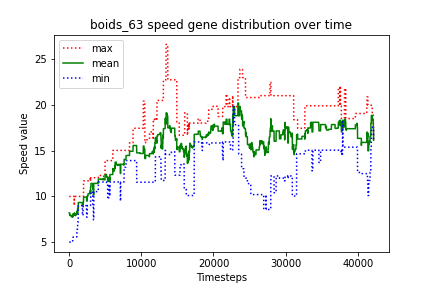 boids_63 speed gene distribution over time
max
mean
min
Speed value
25
20
15
10
5
0
10000
20000
30000
40000
Timesteps